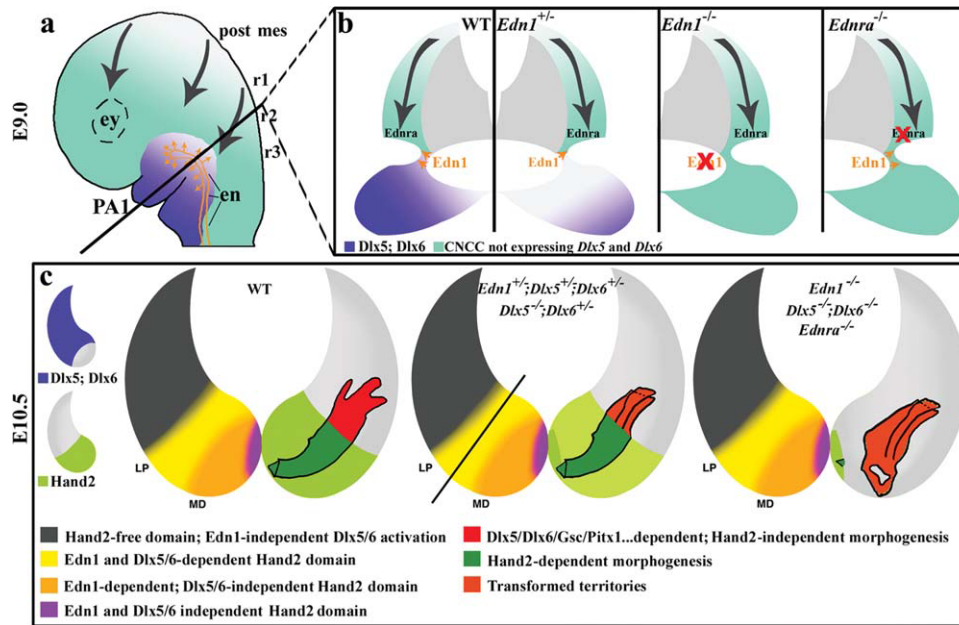 E9.0
a
post mes
r1
r2
r3
ey
en
PA1
b
WT
Edn1+/-
Edn1-/-
Ednra-/-
Ednra
Ednra
Ednra
Ednra
Edn1
Edn1
Edn1
Edn1
Dlx5; Dlx6
CNCC not expressing Dlx5 and Dlx6
E10.5
c
Dlx5; Dlx6
Hand2
WT
LP
MD
Edn1+/-;Dlx5+/-;Dlx6+/-
Dlx5-/-;Dlx6+/-
LP
MD
Edn1-/-
Dlx5-/-;Dlx6-/-
Ednra-/-
LP
MD
Hand2-free domain; Edn1-independent Dlx5/6 activation
Edn1 and Dlx5/6-dependent Hand2 domain
Edn1-dependent; Dlx5/6-independent Hand2 domain
Edn1 and Dlx5/6 independent Hand2 domain
Dlx5/Dlx6/Gsc/Pitx1...dependent; Hand2-independent morphogenesis
Hand2-dependent morphogenesis
Transformed territories